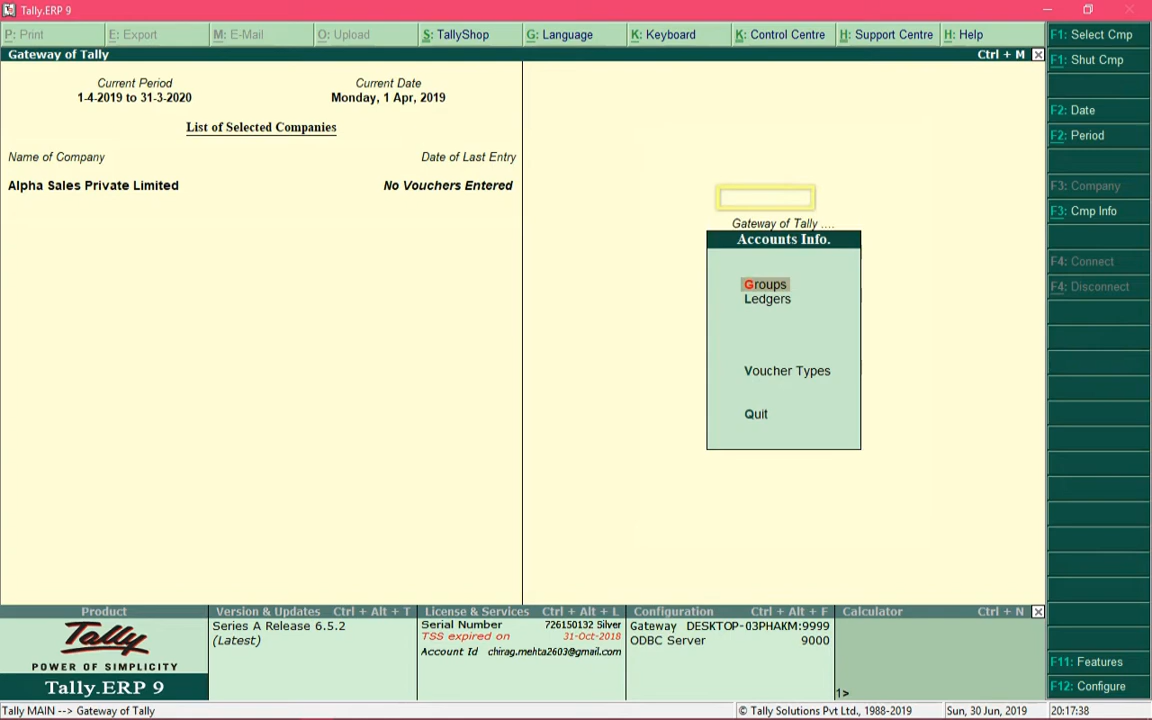 Tally.ERP 9
P: Print E: Export M: E-Mail O: Upload S: TallyShop G: Language K: Keyboard K: Control Centre H: Support Centre H: Help
Gateway of Tally Ctrl + M
Current Period Current Date
1-4-2019 to 31-3-2020 Monday, 1 Apr, 2019
List of Selected Companies
Name of Company Date of Last Entry
Alpha Sales Private Limited No Vouchers Entered
Gateway of Tally ....
Accounts Info.
Groups
Ledgers
Voucher Types
Quit
F1: Select Cmp
F1: Shut Cmp
F2: Date
F2: Period
F3: Company
F3: Cmp Info
F4: Connect
F4: Disconnect
F11: Features
F12: Configure
Product
Tally
POWER OF SIMPLICITY
Tally.ERP 9
Version & Updates Ctrl + Alt + T
Series A Release 6.5.2
(Latest)
License & Services Ctrl + Alt + L
Serial Number 726150132 Silver
TSS expired on 31-Oct-2018
Account Id chirag.mehta2603@gmail.com
Configuration Ctrl + Alt + F
Gateway DESKTOP-03PHAKM:9999
ODBC Server 9000
Calculator Ctrl + N
1>
Tally MAIN --> Gateway of Tally © Tally Solutions Pvt Ltd., 1988-2019 Sun, 30 Jun, 2019 20:17:38